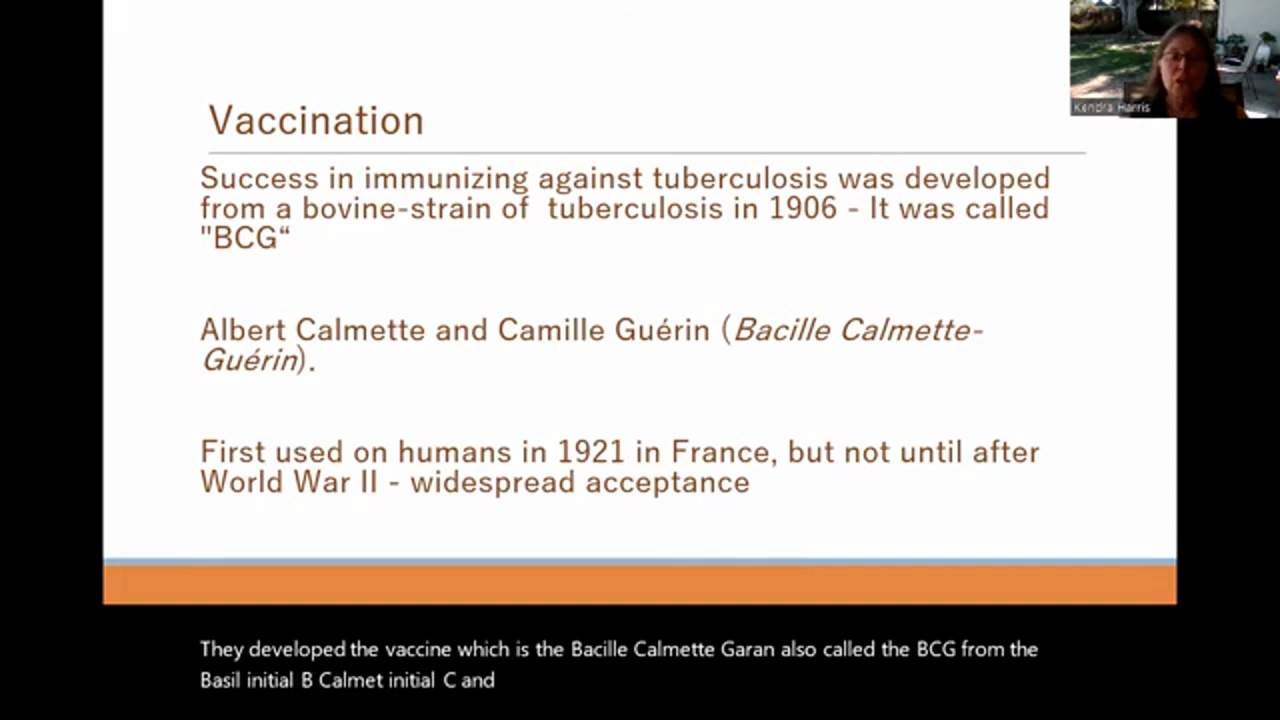 Kendra Harris
Vaccination
Success in immunizing against tuberculosis was developed
from a bovine-strain of  tuberculosis in 1906 - It was called
"BCG“
Albert Calmette and Camille Guérin (Bacille Calmette-
Guérin).
First used on humans in 1921 in France, but not until after
World War II - widespread acceptance
They developed the vaccine which is the Bacille Calmette Garan also called the BCG from the
Basil initial B Calmet initial C and